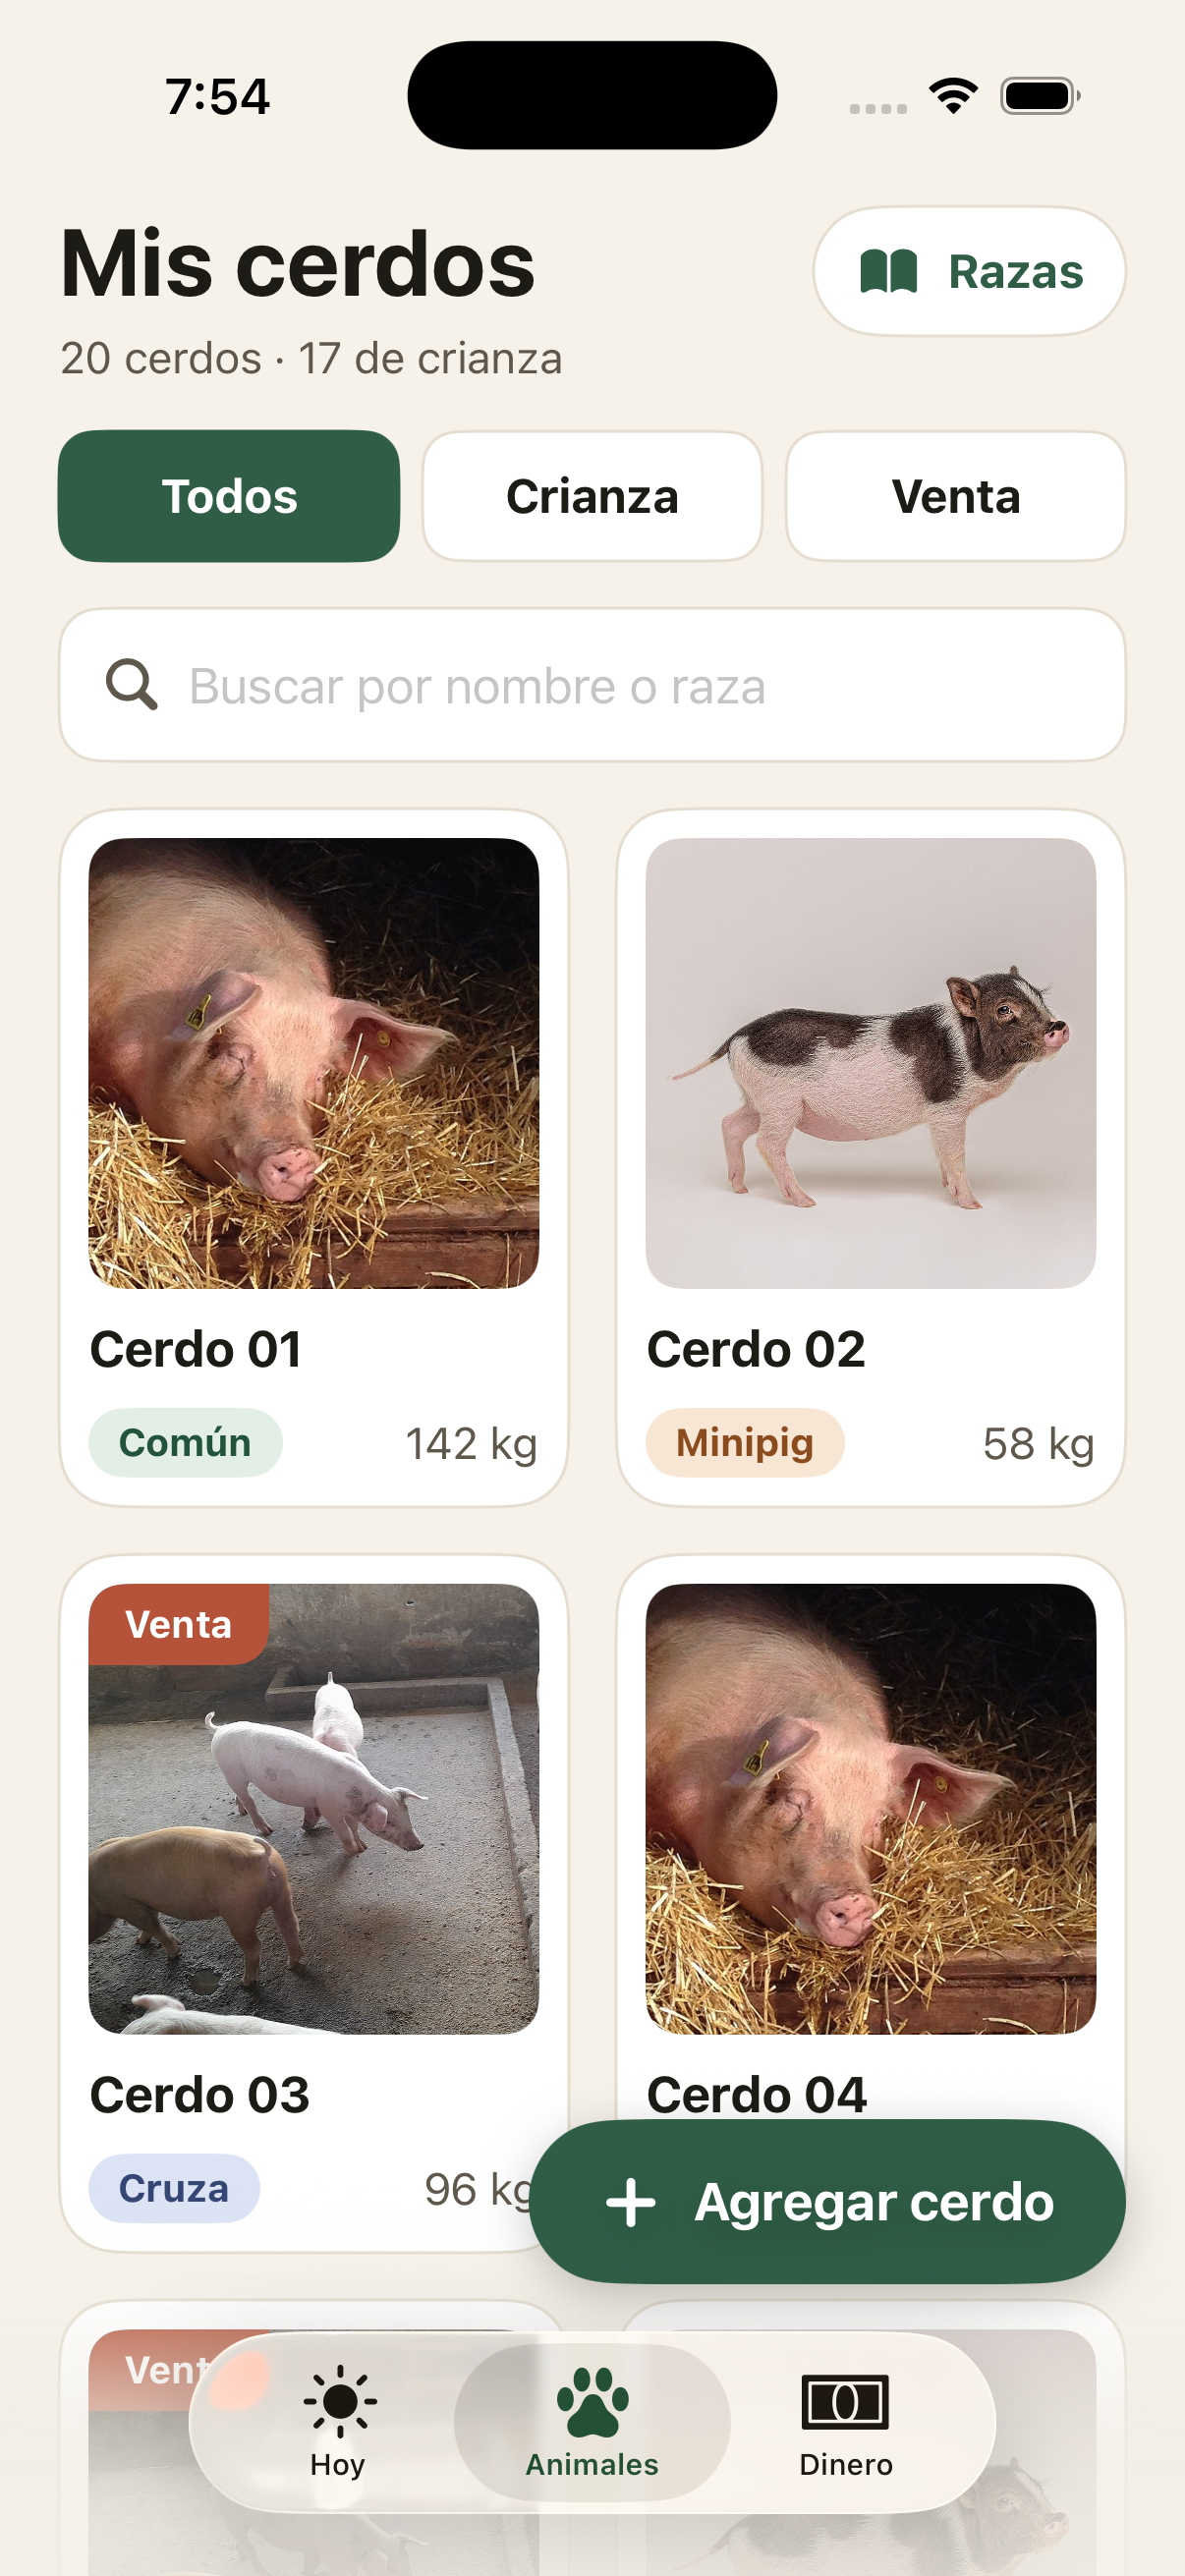 7:54
Mis cerdos
Razas
20 cerdos · 17 de crianza
Todos
Crianza
Venta
Buscar por nombre o raza
Cerdo 01
Común
142 kg
Cerdo 02
Minipig
58 kg
Venta
Cerdo 03
Cruza
96 kg
Cerdo 04
Agregar cerdo
Hoy
Animales
Dinero